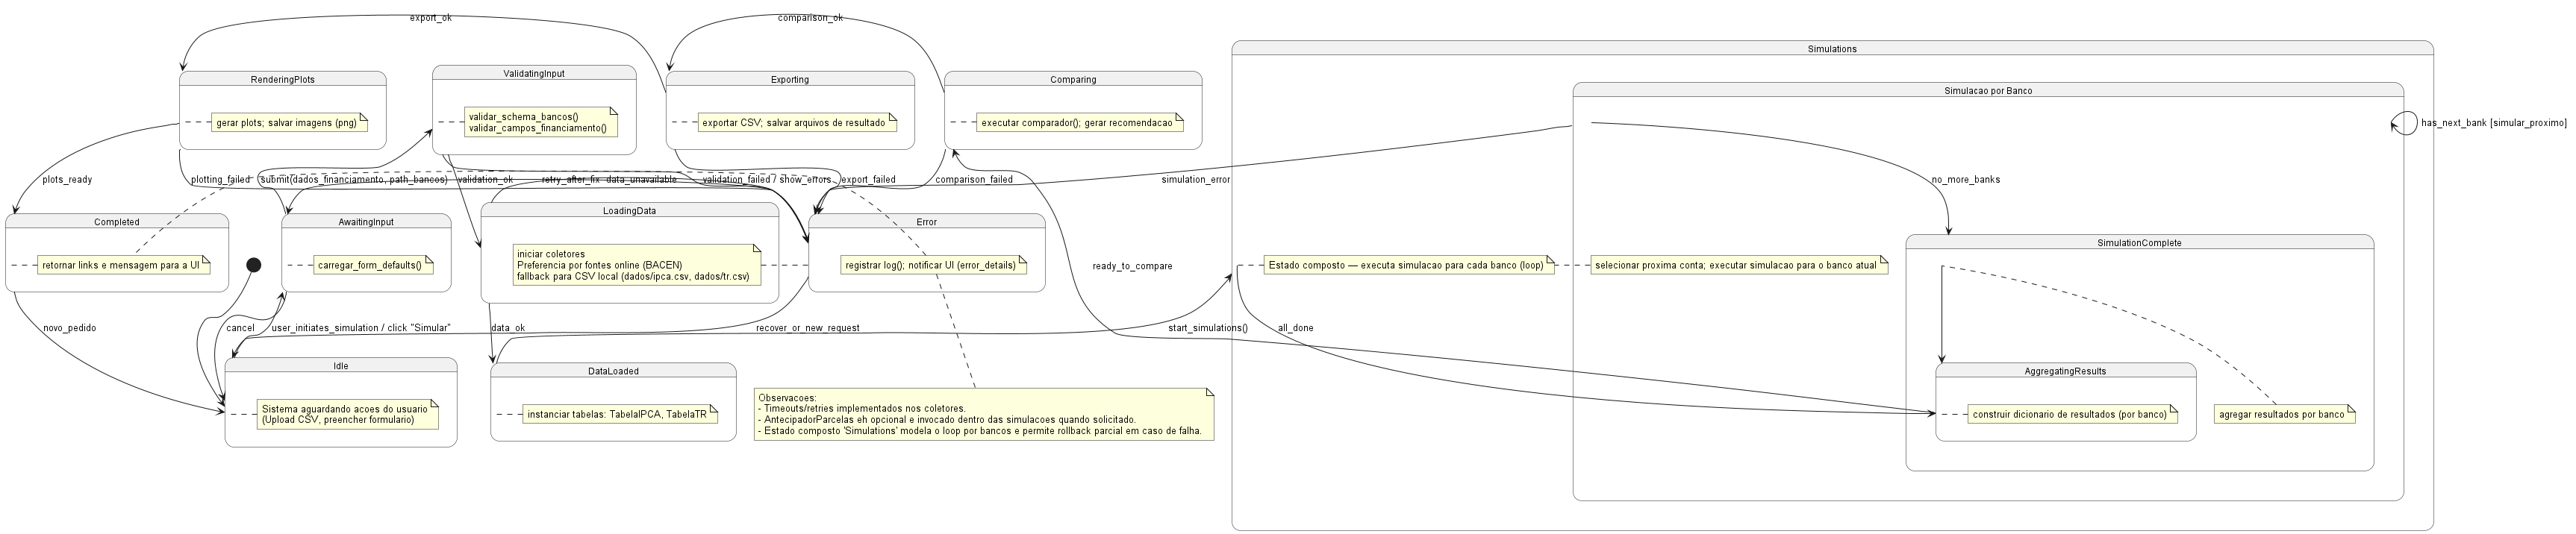 export_ok
comparison_ok
Simulations
RenderingPlots
gerar plots; salvar imagens (png)
ValidatingInput
validar_schema_bancos()
validar_campos_financiamento()
Exporting
exportar CSV; salvar arquivos de resultado
Comparing
executar comparador(); gerar recomendacao
Simulacao por Banco
has_next_bank [simular_proximo]
plots_ready
plotting_failed
submit(dados_financiamento, path_bancos)
validation_ok
retry_after_fix
data_unavailable
validation_failed / show_errors
export_failed
comparison_failed
simulation_error
no_more_banks
Completed
retornar links e mensagem para a UI
AwaitingInput
carregar_form_defaults()
LoadingData
iniciar coletores
Preferencia por fontes online (BACEN)
fallback para CSV local (dados/ipca.csv, dados/tr.csv)
Error
registrar log(); notificar UI (error_details)
ready_to_compare
Estado composto — executa simulacao para cada banco (loop)
selecionar proxima conta; executar simulacao para o banco atual
SimulationComplete
novo_pedido
cancel
user_initiates_simulation / click "Simular"
data_ok
recover_or_new_request
start_simulations()
all_done
Idle
Sistema aguardando acoes do usuario
(Upload CSV, preencher formulario)
DataLoaded
instanciar tabelas: TabelaIPCA, TabelaTR
Observacoes:
- Timeouts/retries implementados nos coletores.
- AntecipadorParcelas eh opcional e invocado dentro das simulacoes quando solicitado.
- Estado composto 'Simulations' modela o loop por bancos e permite rollback parcial em caso de falha.
AggregatingResults
construir dicionario de resultados (por banco)
agregar resultados por banco